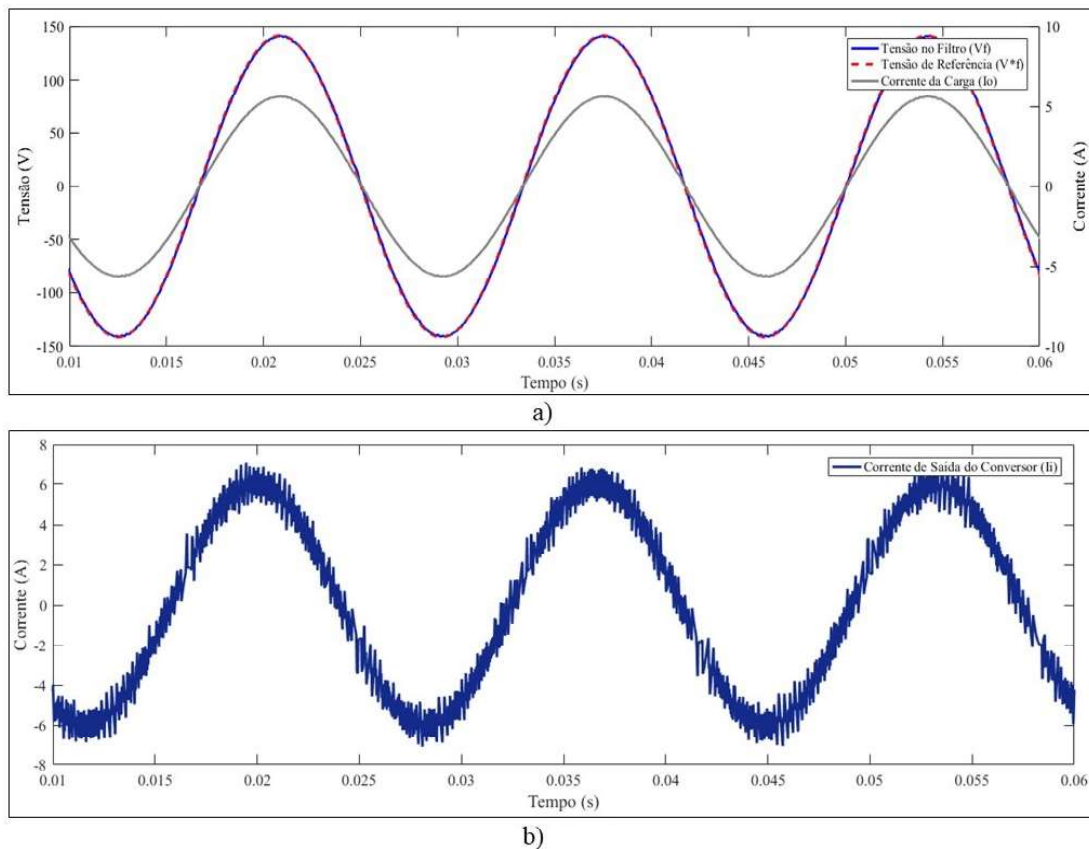 a)
150
100
50
0
-50
-100
-150
Tensão (V)
10
5
0
-5
-10
Corrente (A)
Tensão no Filtro (Vf)
Tensão de Referência (V*f)
Corrente da Carga (Io)
0.01 0.015 0.02 0.025 0.03 0.035 0.04 0.045 0.05 0.055 0.06
Tempo (s)
a)
8
6
4
2
0
-2
-4
-6
-8
Corrente (A)
Corrente de Saída do Conversor (Ii)
0.01 0.015 0.02 0.025 0.03 0.035 0.04 0.045 0.05 0.055 0.06
Tempo (s)
b)